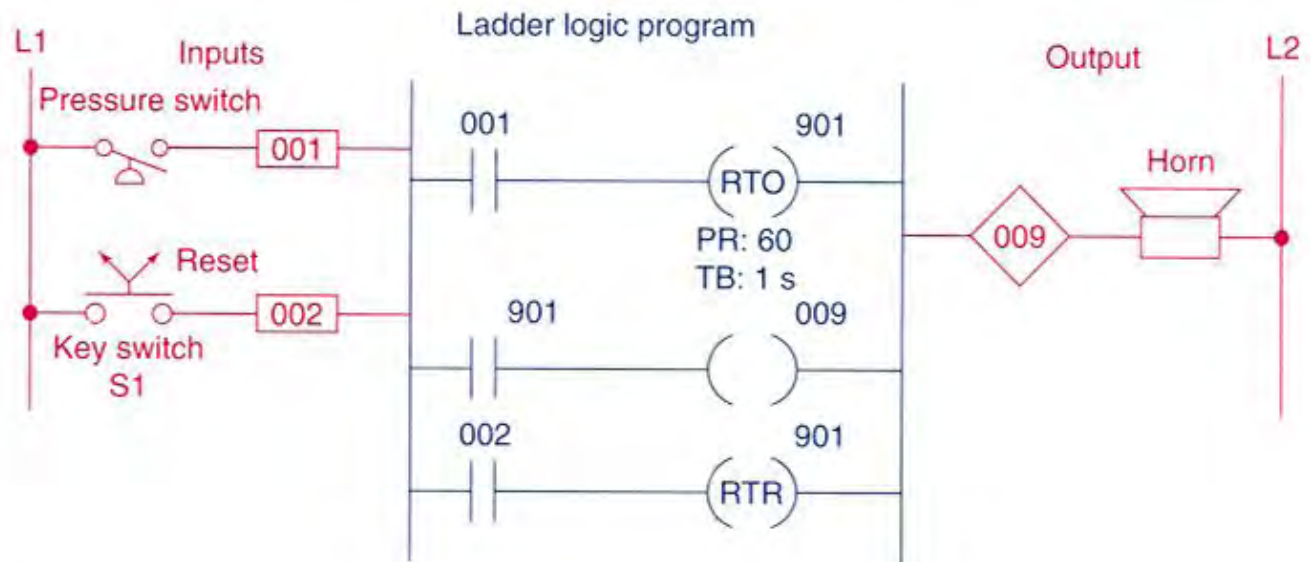 Ladder logic program
L1
Inputs
Output
L2
Pressure switch
001
001
901
RTO
PR: 60
TB: 1 s
Horn
009
Reset
002
Key switch
S1
901
009
002
901
RTR